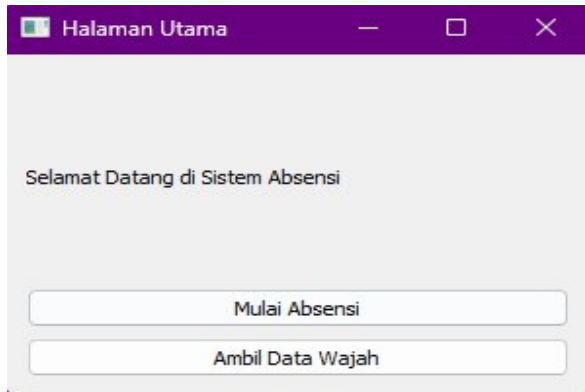 Halaman Utama
Selamat Datang di Sistem Absensi
Mulai Absensi
Ambil Data Wajah